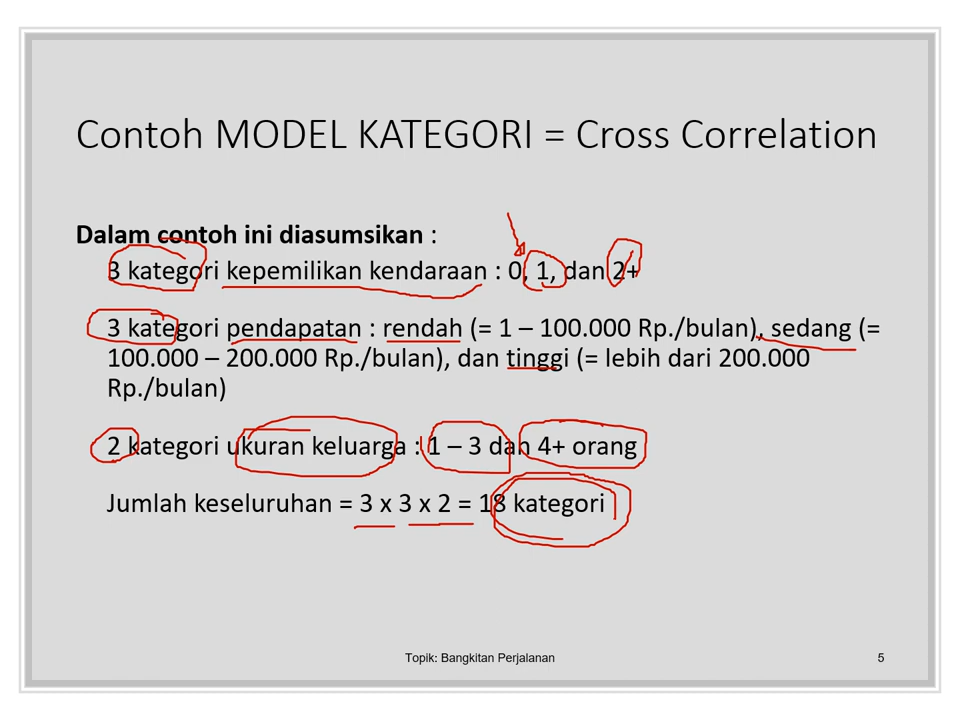 Contoh MODEL KATEGORI = Cross Correlation
Dalam contoh ini diasumsikan :
3 kategori kepemilikan kendaraan : 0, 1, dan 2+
3 kategori pendapatan : rendah (= 1 – 100.000 Rp./bulan), sedang (=
100.000 – 200.000 Rp./bulan), dan tinggi (= lebih dari 200.000
Rp./bulan)
2 kategori ukuran keluarga : 1 – 3 dan 4+ orang
Jumlah keseluruhan = 3 x 3 x 2 = 18 kategori
Topik: Bangkitan Perjalanan
5